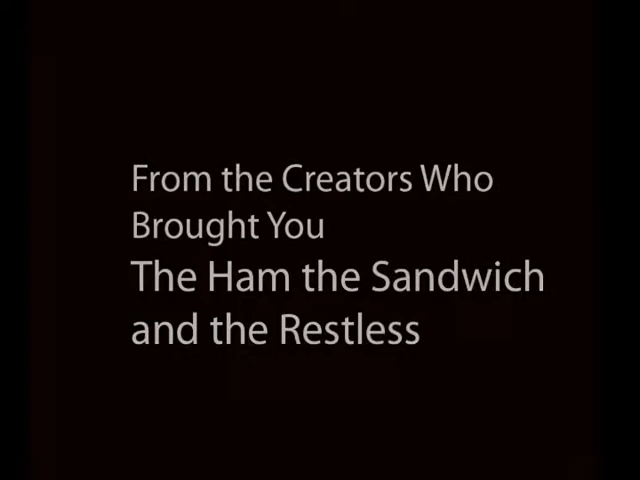 From the Creators Who
Brought You
The Ham the Sandwich
and the Restless